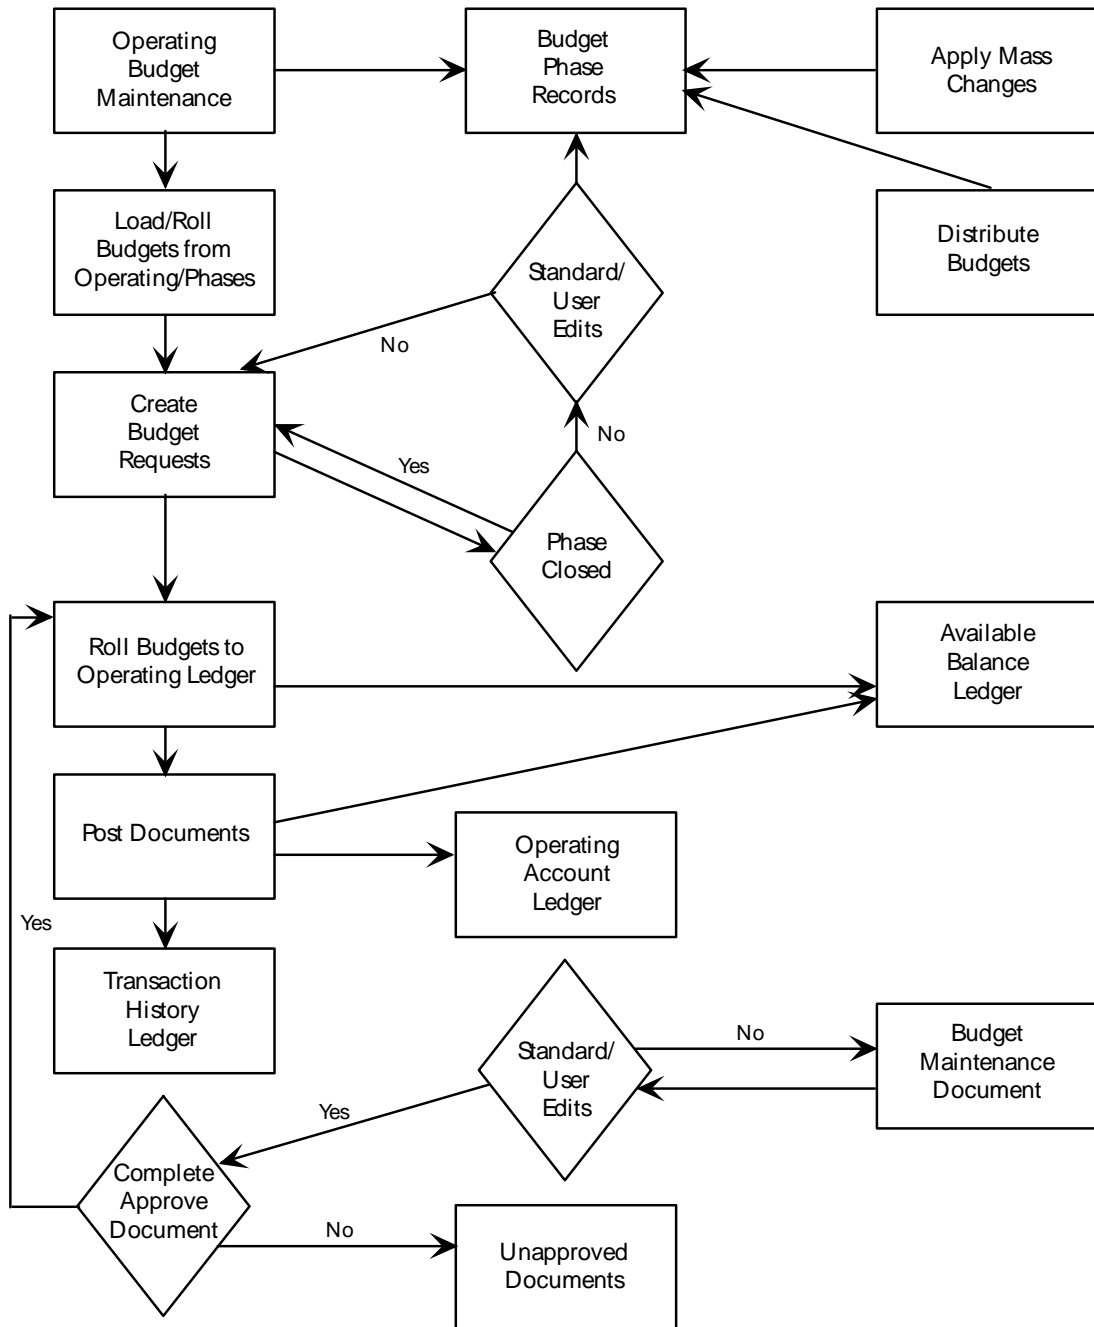 Operating
Budget
Maintenance
Budget
Phase
Records
Apply Mass
Changes
Load/Roll
Budgets from
Operating/Phases
Standard/
User
Edits
Distribute
Budgets
No
Create
Budget
Requests
Yes
No
Phase
Closed
Roll Budgets to
Operating Ledger
Available
Balance
Ledger
Post Documents
Operating
Account
Ledger
Yes
Transaction
History
Ledger
Standard/
User
Edits
No
Budget
Maintenance
Document
Yes
Complete
Approve
Document
No
Unapproved
Documents